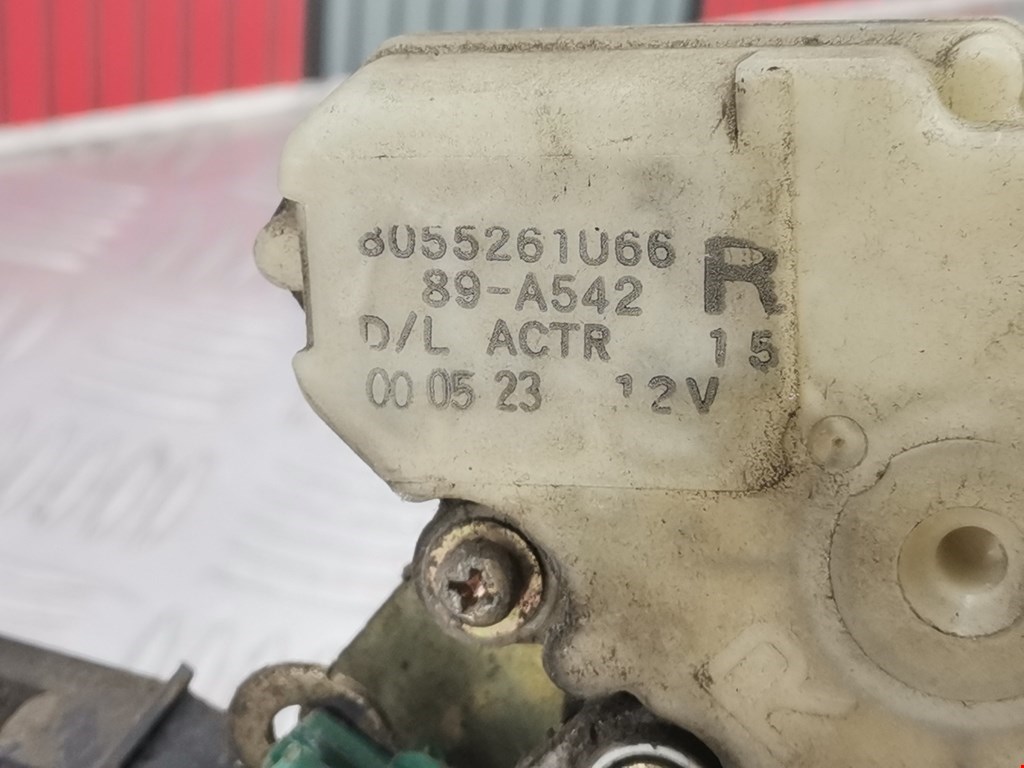 8055261U66
89-A542 R
D/L ACTR 15
00 05 23 12V